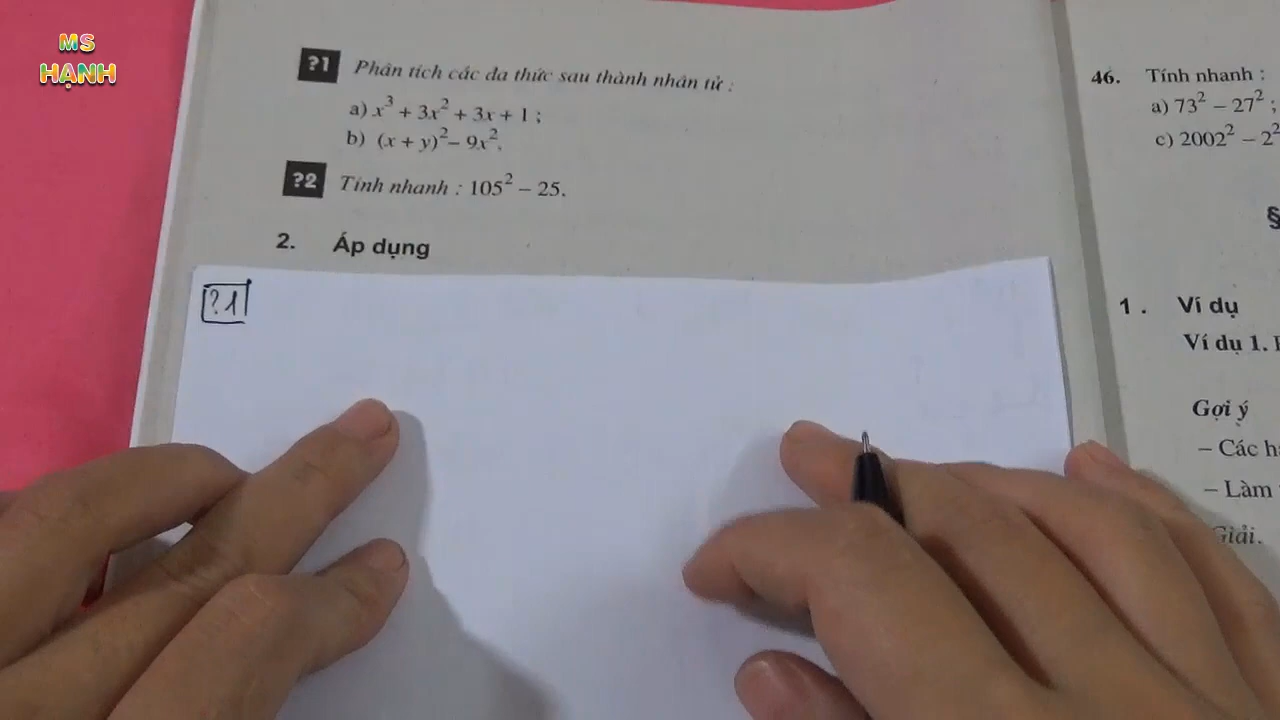 MS
HẠNH
?1 Phân tích các đa thức sau thành nhân tử :
a) x³ + 3x² + 3x + 1 ;
b) (x + y)² – 9x².
?2 Tính nhanh : 105² – 25.
2. Áp dụng
?1
46. Tính nhanh :
a) 73² – 27² ;
c) 2002² – 2²
§
1 . Ví dụ
Ví dụ 1.
Gợi ý
– Các
– Làm
Giải.